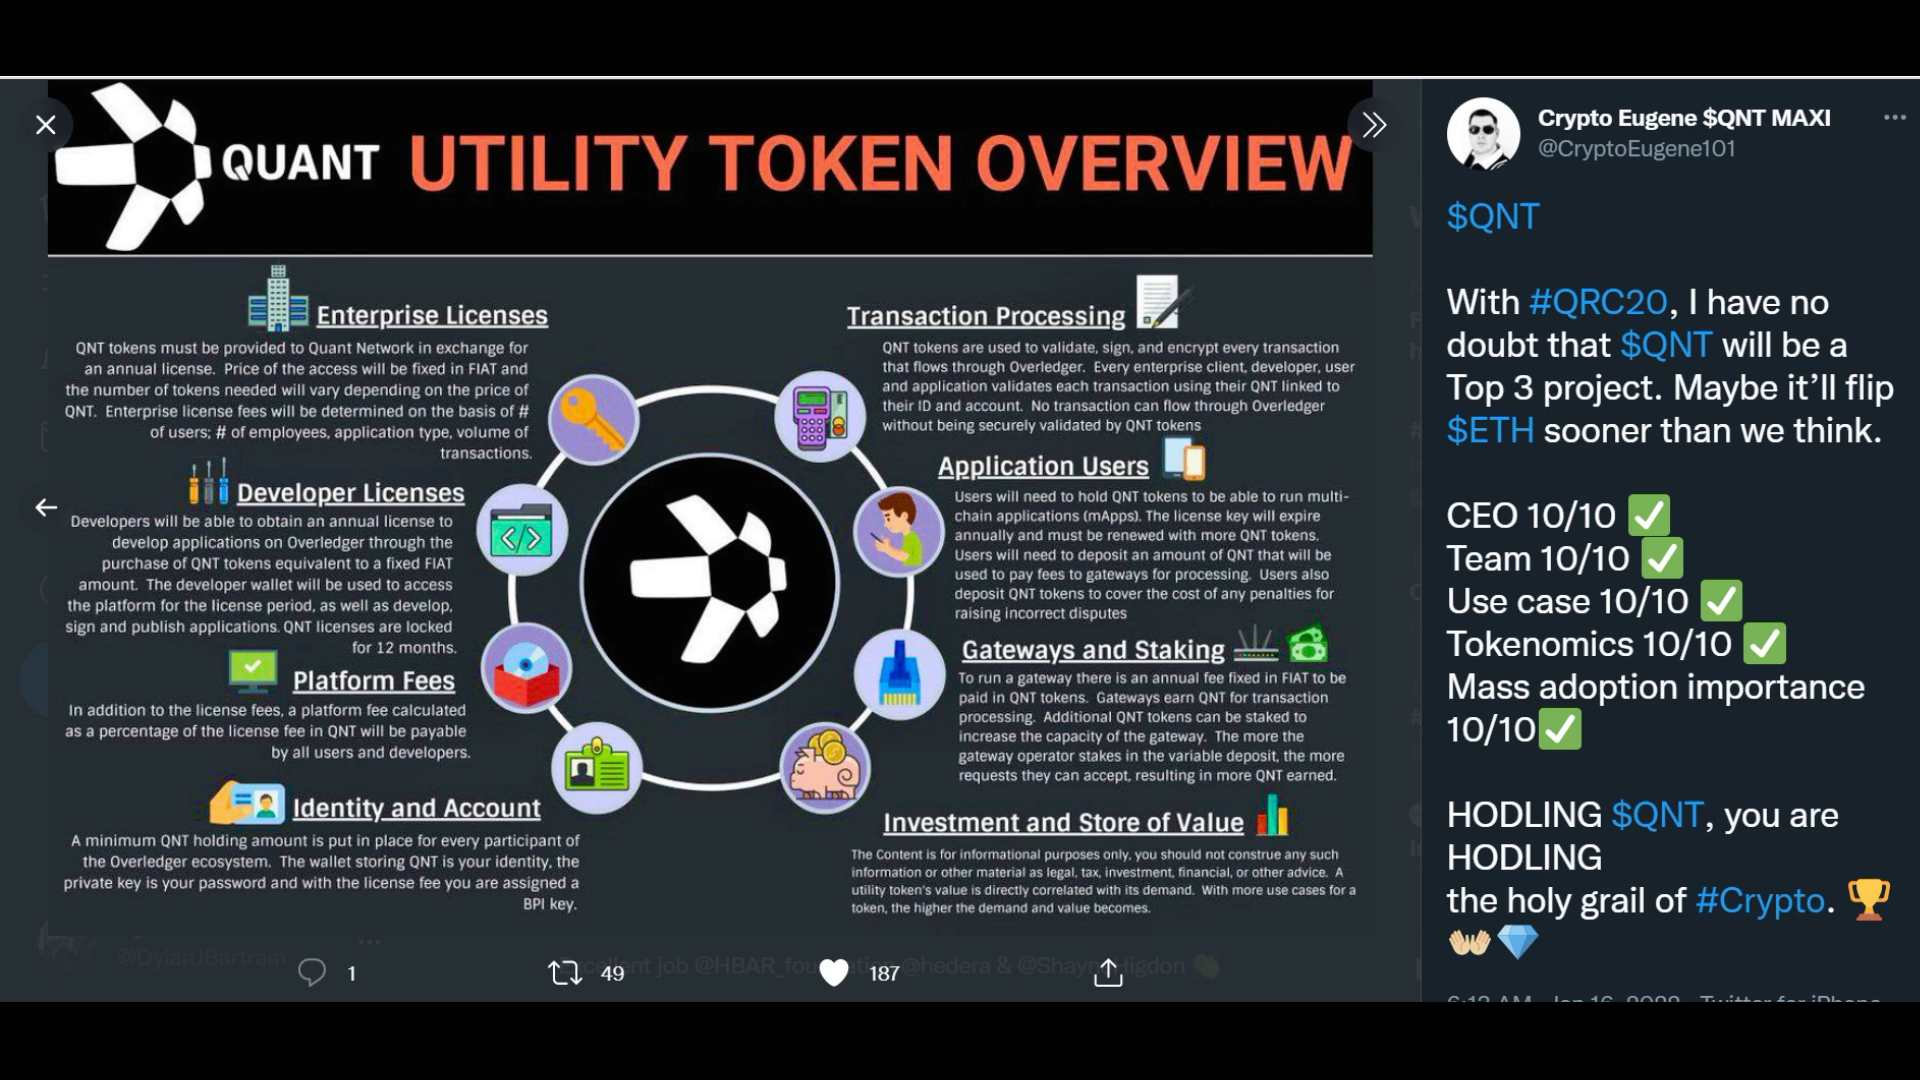 QUANT UTILITY TOKEN OVERVIEW
Enterprise Licenses
QNT tokens must be provided to Quant Network in exchange for
an annual license. Price of the access will be fixed in FIAT and
the number of tokens needed will vary depending on the price of
QNT. Enterprise license fees will be determined on the basis of #
of users; # of employees, application type, volume of
transactions.
Developer Licenses
Developers will be able to obtain an annual license to
develop applications on Overledger through the
purchase of QNT tokens equivalent to a fixed FIAT
amount. The developer wallet will be used to access
the platform for the license period, as well as develop,
sign and publish applications. QNT licenses are locked
for 12 months.
Platform Fees
In addition to the license fees, a platform fee calculated
as a percentage of the license fee in QNT will be payable
by all users and developers.
Identity and Account
A minimum QNT holding amount is put in place for every participant of
the Overledger ecosystem. The wallet storing QNT is your identity, the
private key is your password and with the license fee you are assigned a
BPI key.
Transaction Processing
QNT tokens are used to validate, sign, and encrypt every transaction
that flows through Overledger. Every enterprise client, developer, user
and application validates each transaction using their QNT linked to
their ID and account. No transaction can flow through Overledger
without being securely validated by QNT tokens
Application Users
Users will need to hold QNT tokens to be able to run multi-
chain applications (mApps). The license key will expire
annually and must be renewed with more QNT tokens.
Users will need to deposit an amount of QNT that will be
used to pay fees to gateways for processing. Users also
deposit QNT tokens to cover the cost of any penalties for
raising incorrect disputes
Gateways and Staking
To run a gateway there is an annual fee fixed in FIAT to be
paid in QNT tokens. Gateways earn QNT for transaction
processing. Additional QNT tokens can be staked to
increase the capacity of the gateway. The more the
gateway operator stakes in the variable deposit, the more
requests they can accept, resulting in more QNT earned.
Investment and Store of Value
The Content is for informational purposes only, you should not construe any such
information or other material as legal, tax, investment, financial, or other advice. A
utility token's value is directly correlated with its demand. With more use cases for a
token, the higher the demand and value becomes.
@DylanJBartram
Excellent job @HBAR_foundation @hedera & @ShayneHigdon
1 49 187
Crypto Eugene $QNT MAXI
@CryptoEugene101
$QNT
With #QRC20, I have no
doubt that $QNT will be a
Top 3 project. Maybe it’ll flip
$ETH sooner than we think.
CEO 10/10 ✅
Team 10/10 ✅
Use case 10/10 ✅
Tokenomics 10/10 ✅
Mass adoption importance
10/10✅
HODLING $QNT, you are
HODLING
the holy grail of #Crypto. 🏆
👐🏼💎
6:12 AM · Jan 16, 2022 · Twitter for iPhone